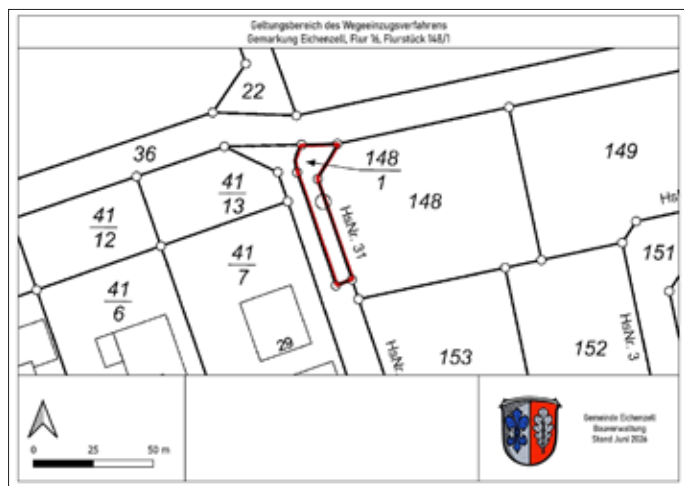 Geltungsbereich des Wegeeinzugsverfahrens
Gemarkung Eichenzell, Flur 16, Flurstück 148/1
22
36
148
1
149
41
13
148
41
12
HsNr. 31
41
7
151
41
6
29
153
152
HsNr. 3
HsNr.
0 25 50 m
Gemeinde Eichenzell
Bauverwaltung
Stand Juni 2026